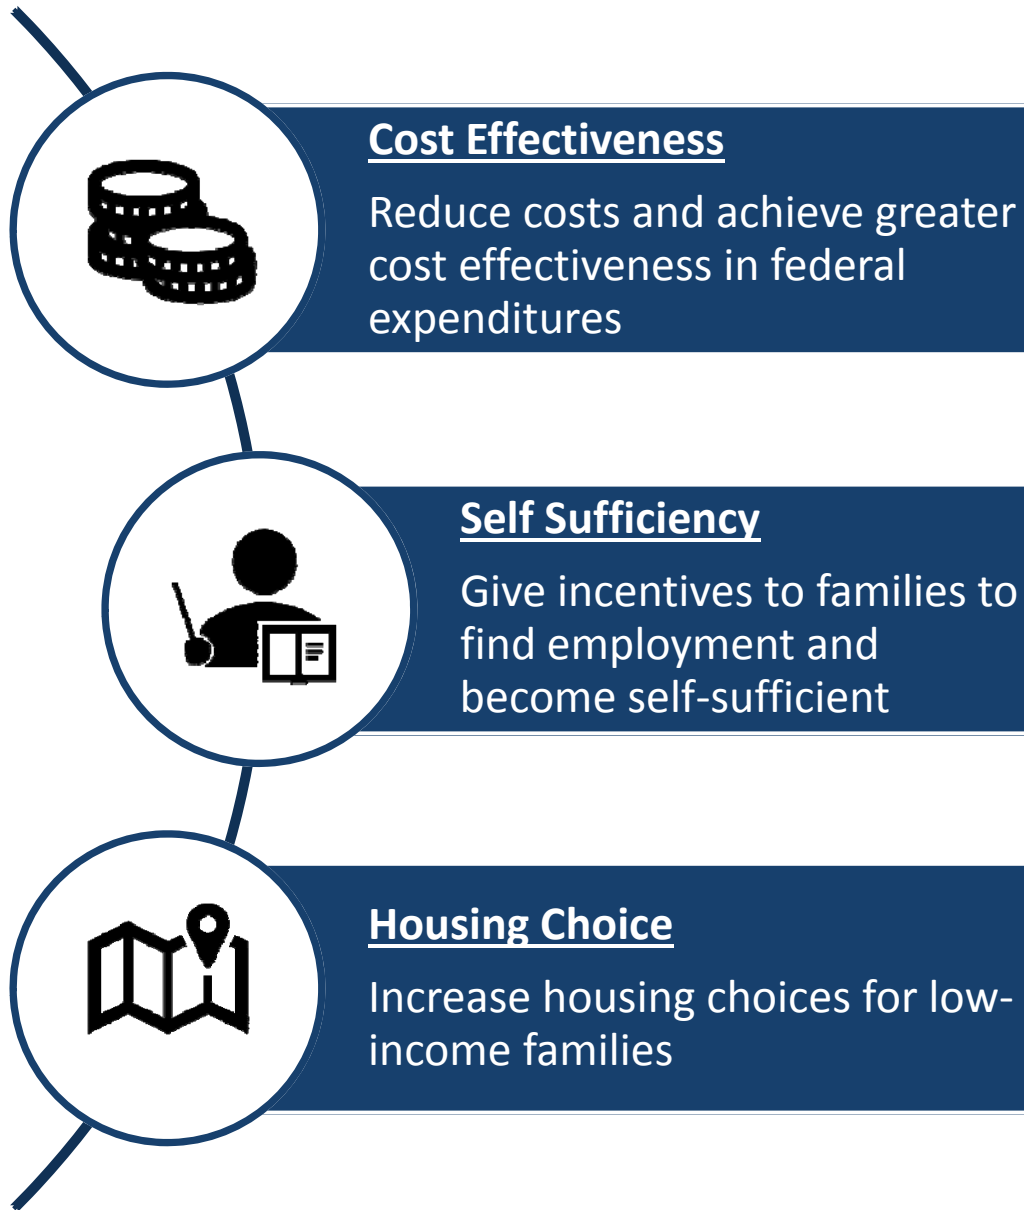 Cost Effectiveness
Reduce costs and achieve greater
cost effectiveness in federal
expenditures
Self Sufficiency
Give incentives to families to
find employment and
become self-sufficient
Housing Choice
Increase housing choices for low-
income families